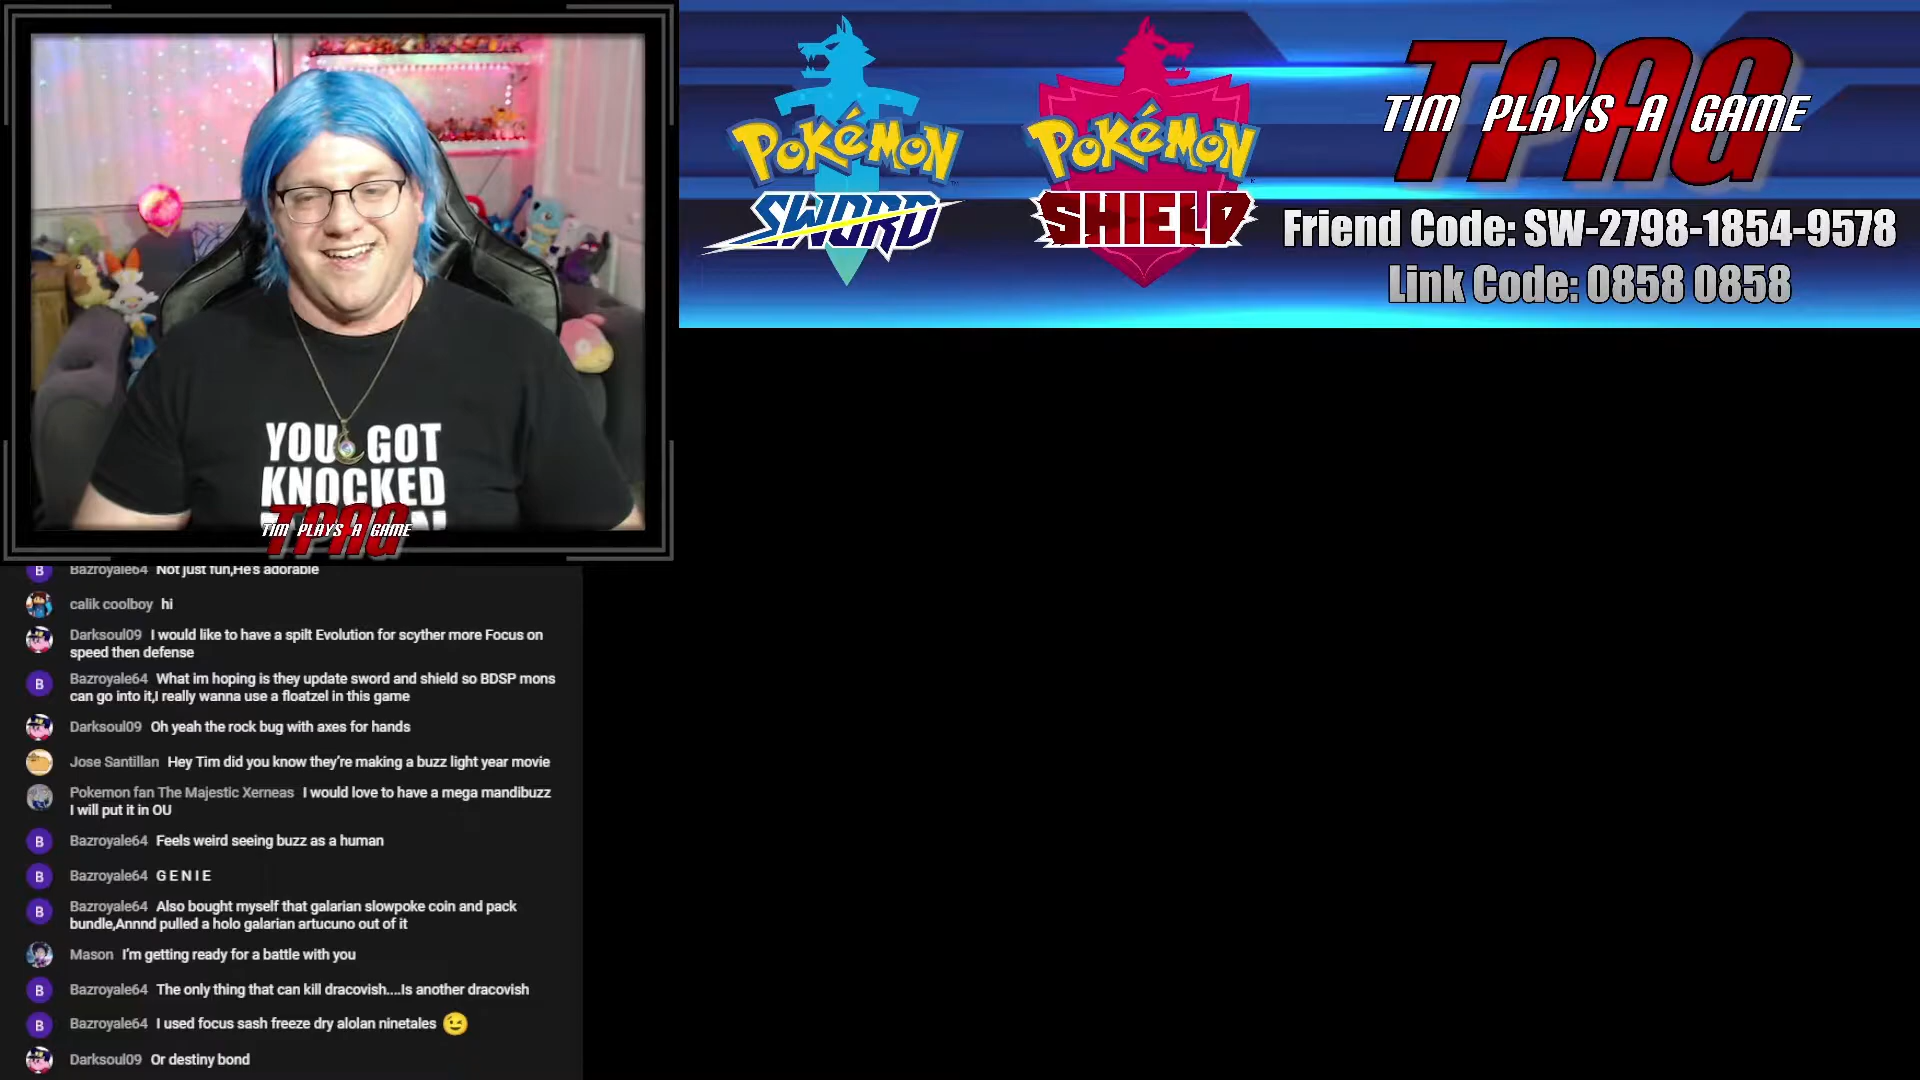 POKéMON
SWORD
POKéMON
SHIELD
TPAG
TIM PLAYS A GAME
Friend Code: SW-2798-1854-9578
Link Code: 0858 0858
YOU GOT
KNOCKED
TPAG
TIM PLAYS A GAME
B Bazroyale64 Not just fun,He's adorable
calik coolboy hi
Darksoul09 I would like to have a spilt Evolution for scyther more Focus on
speed then defense
B Bazroyale64 What im hoping is they update sword and shield so BDSP mons
can go into it,I really wanna use a floatzel in this game
Darksoul09 Oh yeah the rock bug with axes for hands
Jose Santillan Hey Tim did you know they're making a buzz light year movie
Pokemon fan The Majestic Xerneas I would love to have a mega mandibuzz
I will put it in OU
B Bazroyale64 Feels weird seeing buzz as a human
B Bazroyale64 G E N I E
B Bazroyale64 Also bought myself that galarian slowpoke coin and pack
bundle,Annnd pulled a holo galarian artucuno out of it
Mason I'm getting ready for a battle with you
B Bazroyale64 The only thing that can kill dracovish....Is another dracovish
B Bazroyale64 I used focus sash freeze dry alolan ninetales 😉
Darksoul09 Or destiny bond